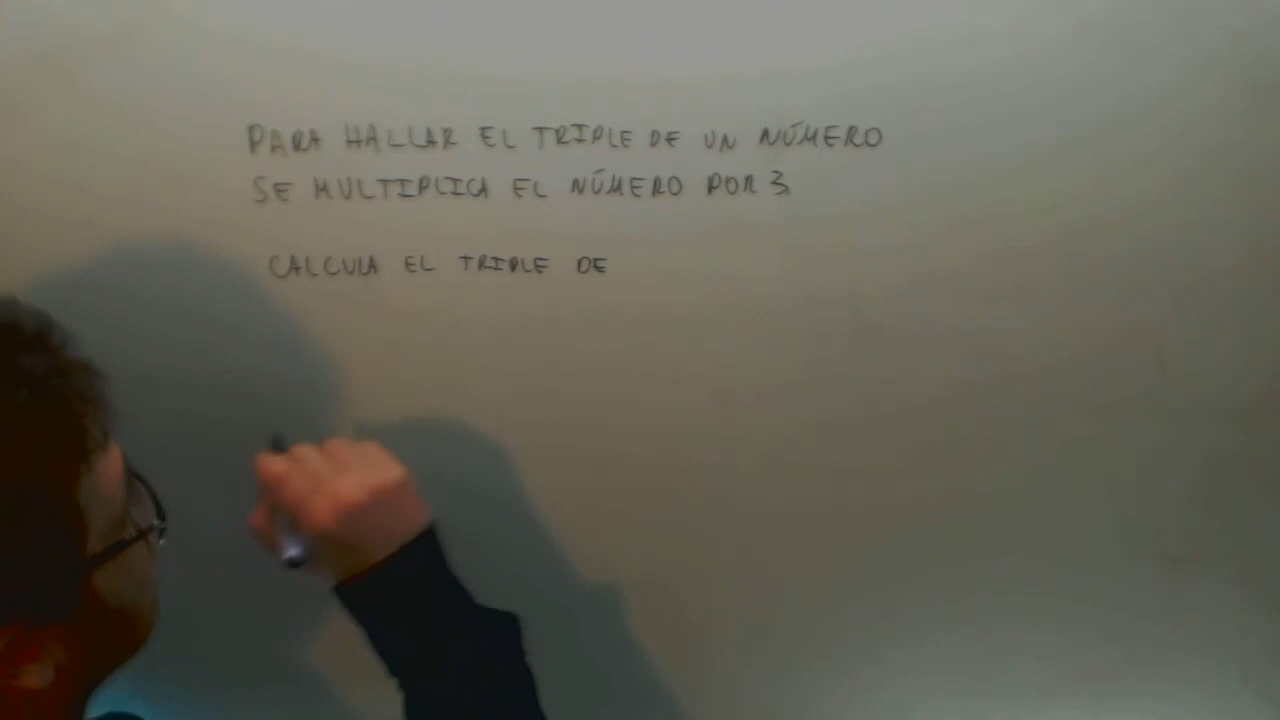 PARA HALLAR EL TRIPLE DE UN NÚMERO
SE MULTIPLICA EL NÚMERO POR 3
CALCULA EL TRIPLE DE